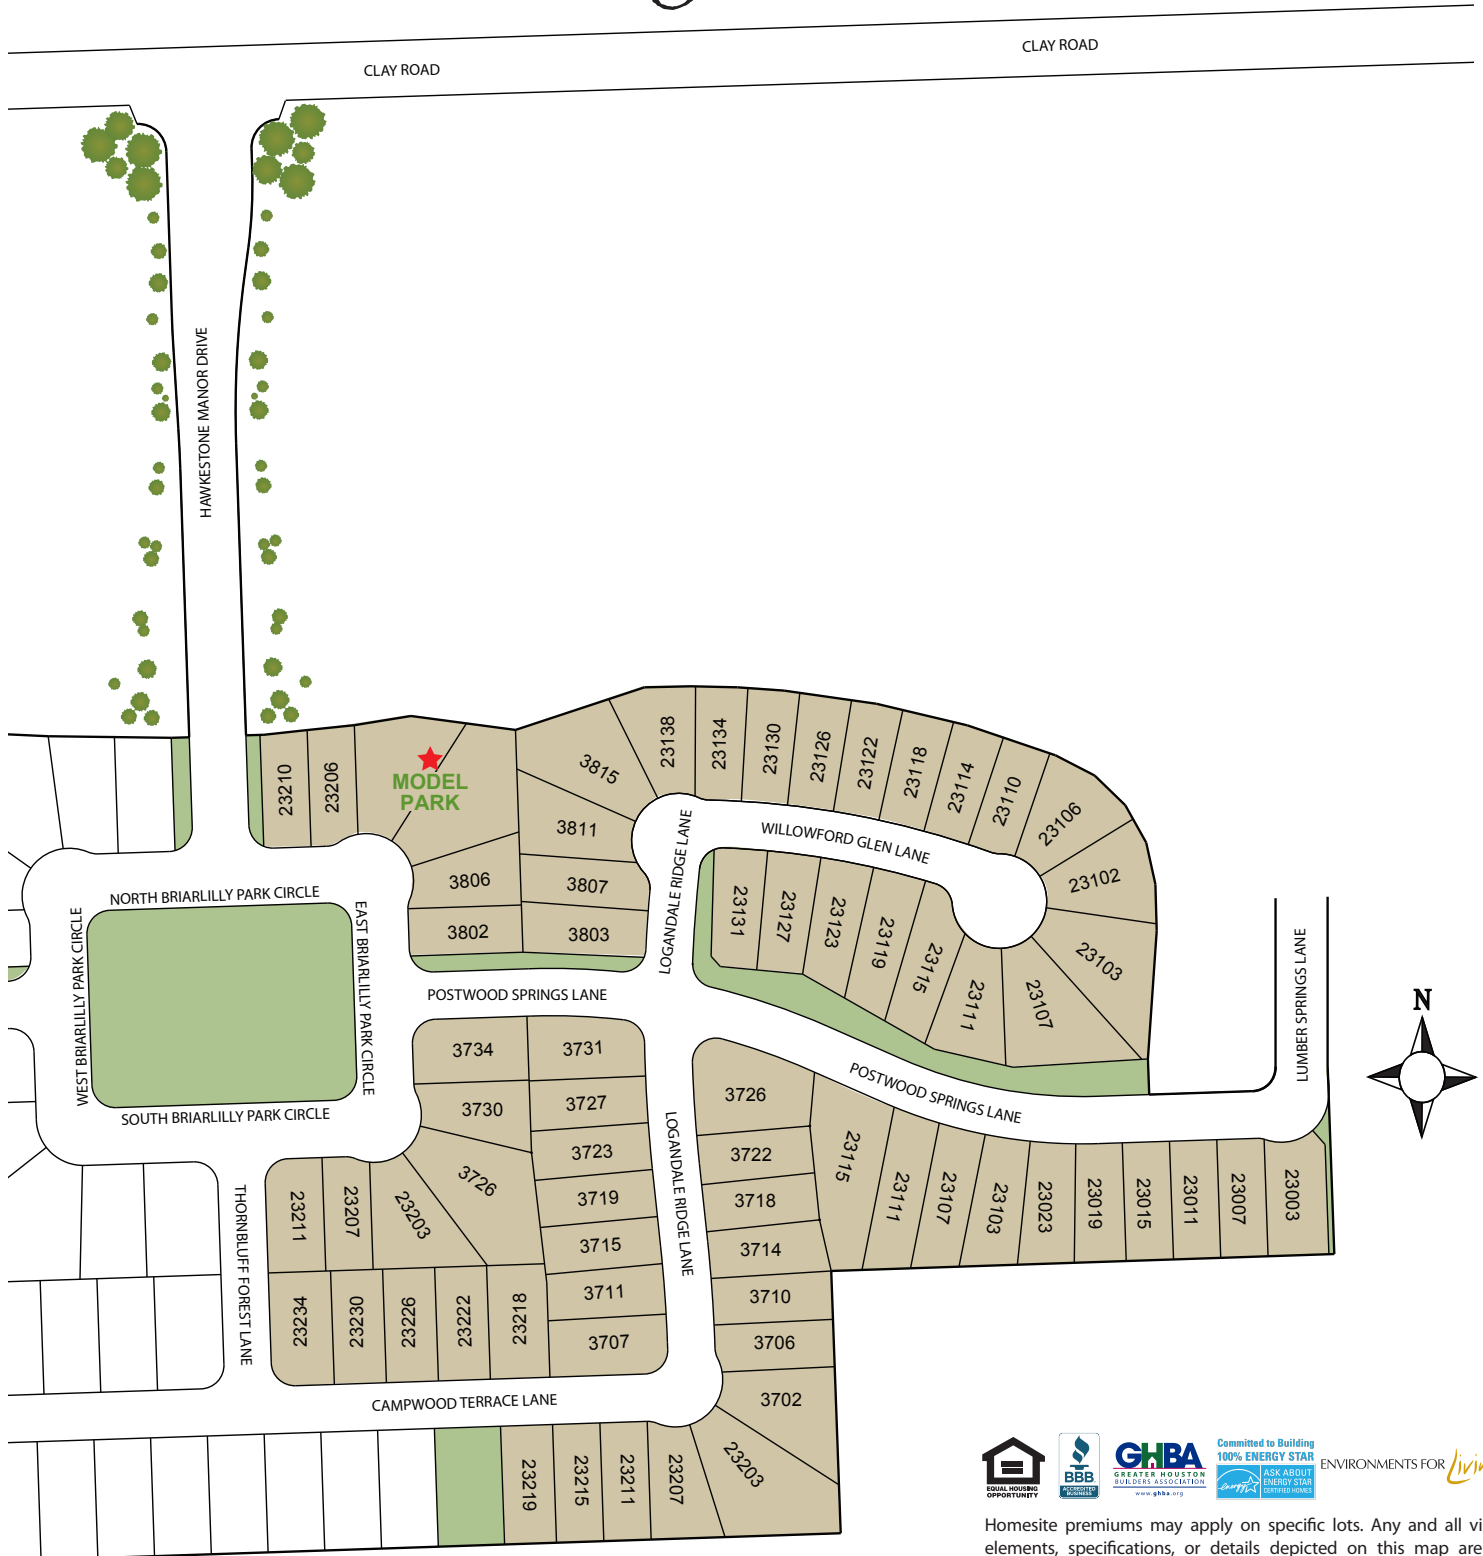 CLAY ROAD
CLAY ROAD
HAWKESTONE MANOR DRIVE
23210
23206
MODEL
PARK
3815
23138
23134
23130
23126
23122
23118
23114
23110
23106
23102
23103
3811
3807
3803
3806
3802
LOGANDALE RIDGE LANE
WILLOWFORD GLEN LANE
23131
23127
23123
23119
23115
23111
23107
NORTH BRIARLILLY PARK CIRCLE
WEST BRIARLILLY PARK CIRCLE
EAST BRIARLILLY PARK CIRCLE
SOUTH BRIARLILLY PARK CIRCLE
POSTWOOD SPRINGS LANE
POSTWOOD SPRINGS LANE
LUMBER SPRINGS LANE
N
3734
3731
3730
3727
3726
3723
3719
3715
3711
3707
LOGANDALE RIDGE LANE
3726
3722
3718
3714
3710
3706
3702
23115
23111
23107
23103
23023
23019
23015
23011
23007
23003
THORNBLUFF FOREST LANE
23211
23207
23203
23234
23230
23226
23222
23218
CAMPWOOD TERRACE LANE
23219
23215
23211
23207
23203
EQUAL HOUSING
OPPORTUNITY
BBB
ACCREDITED
BUSINESS
GHBA
GREATER HOUSTON
BUILDERS ASSOCIATION
www.ghba.org
Committed to Building
100% ENERGY STAR
energy
ASK ABOUT
ENERGY STAR
CERTIFIED HOMES
ENVIRONMENTS FOR
Homesite premiums may apply on specific lots. Any and all
elements, specifications, or details depicted on this map are